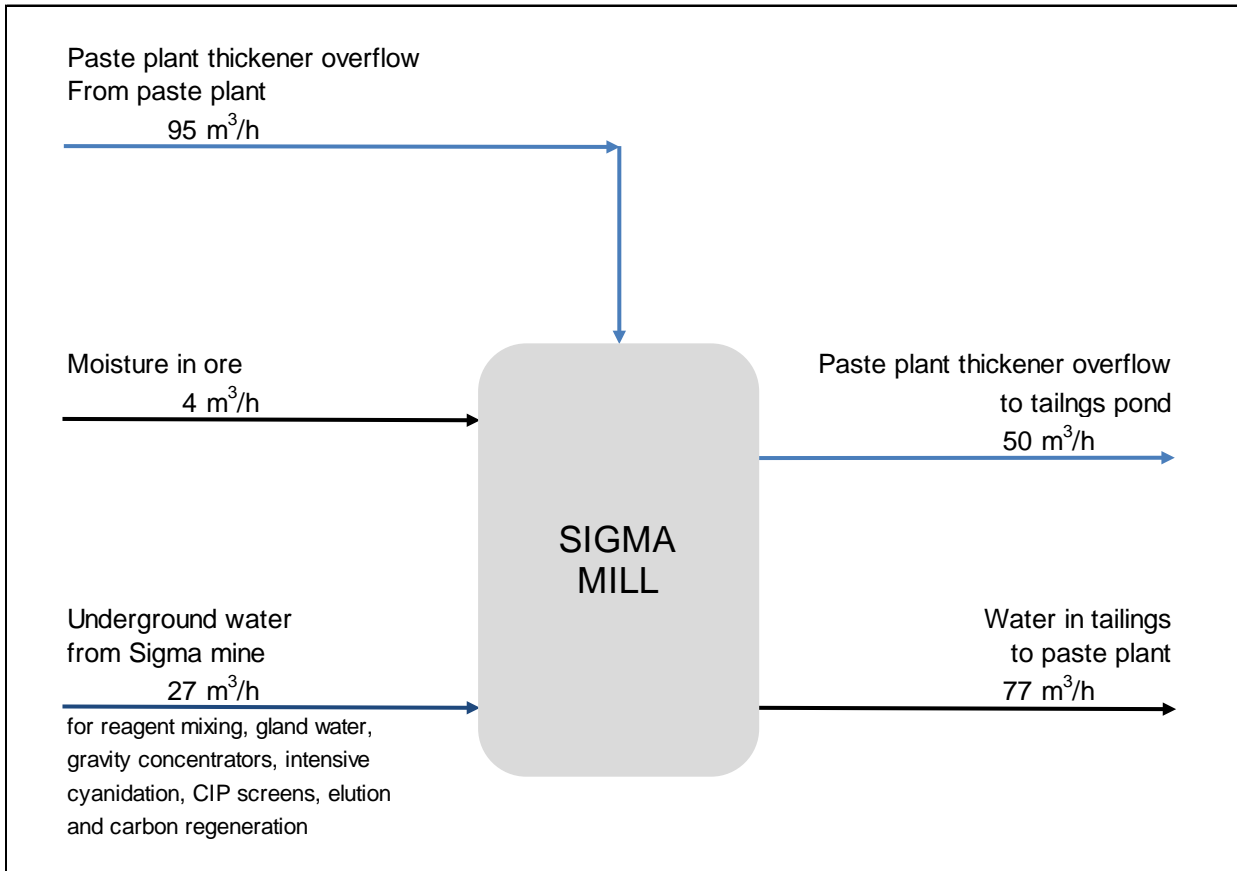 Paste plant thickener overflow
From paste plant
95 m³/h
Moisture in ore
4 m³/h
Paste plant thickener overflow
to tailngs pond
50 m³/h
SIGMA
MILL
Underground water
from Sigma mine
27 m³/h
for reagent mixing, gland water,
gravity concentrators, intensive
cyanidation, CIP screens, elution
and carbon regeneration
Water in tailings
to paste plant
77 m³/h